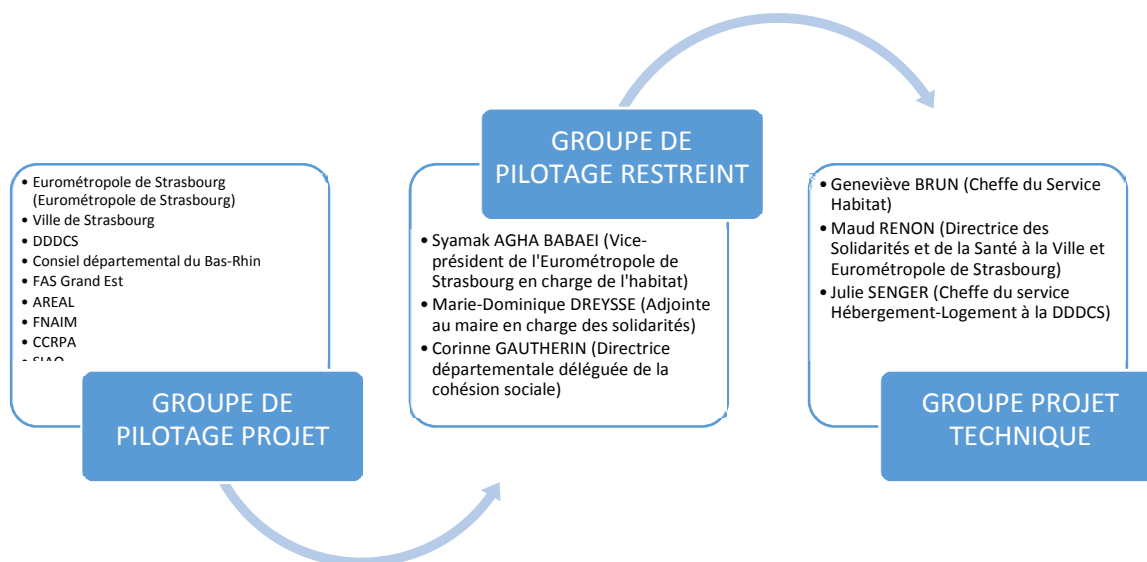 • Eurométropole de Strasbourg
(Eurométropole de Strasbourg)
• Ville de Strasbourg
• DDDCS
• Consiel départemental du Bas-Rhin
• FAS Grand Est
• AREAL
• FNAIM
• CCRPA
GROUPE DE
PILOTAGE PROJET
GROUPE DE
PILOTAGE RESTREINT
• Syamak AGHA BABAEI (Vice-
président de l'Eurométropole de
Strasbourg en charge de l'habitat)
• Marie-Dominique DREYSSE (Adjointe
au maire en charge des solidarités)
• Corinne GAUTHERIN (Directrice
départementale déléguée de la
cohésion sociale)
• Geneviève BRUN (Cheffe du Service
Habitat)
• Maud RENON (Directrice des
Solidarités et de la Santé à la Ville et
Eurométropole de Strasbourg)
• Julie SENGER (Cheffe du service
Hébergement-Logement à la DDDCS)
GROUPE PROJET
TECHNIQUE